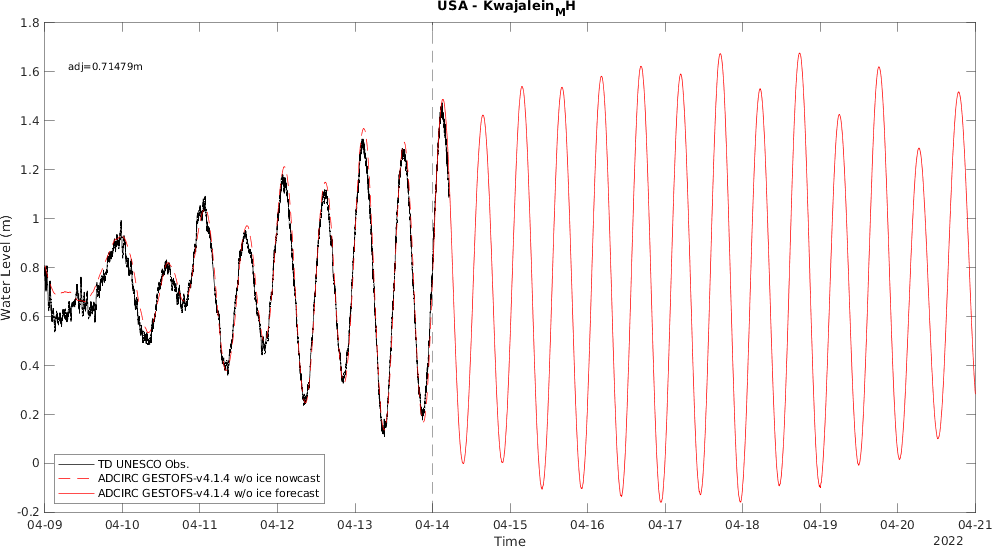 USA - Kwajalein_MH
adj=0.71479m
Water Level (m)
1.8
1.6
1.4
1.2
1
0.8
0.6
0.4
0.2
0
-0.2
TD UNESCO Obs.
ADCIRC GESTOFS-v4.1.4 w/o ice nowcast
ADCIRC GESTOFS-v4.1.4 w/o ice forecast
04-09 04-10 04-11 04-12 04-13 04-14 04-15 04-16 04-17 04-18 04-19 04-20 04-21
Time
2022